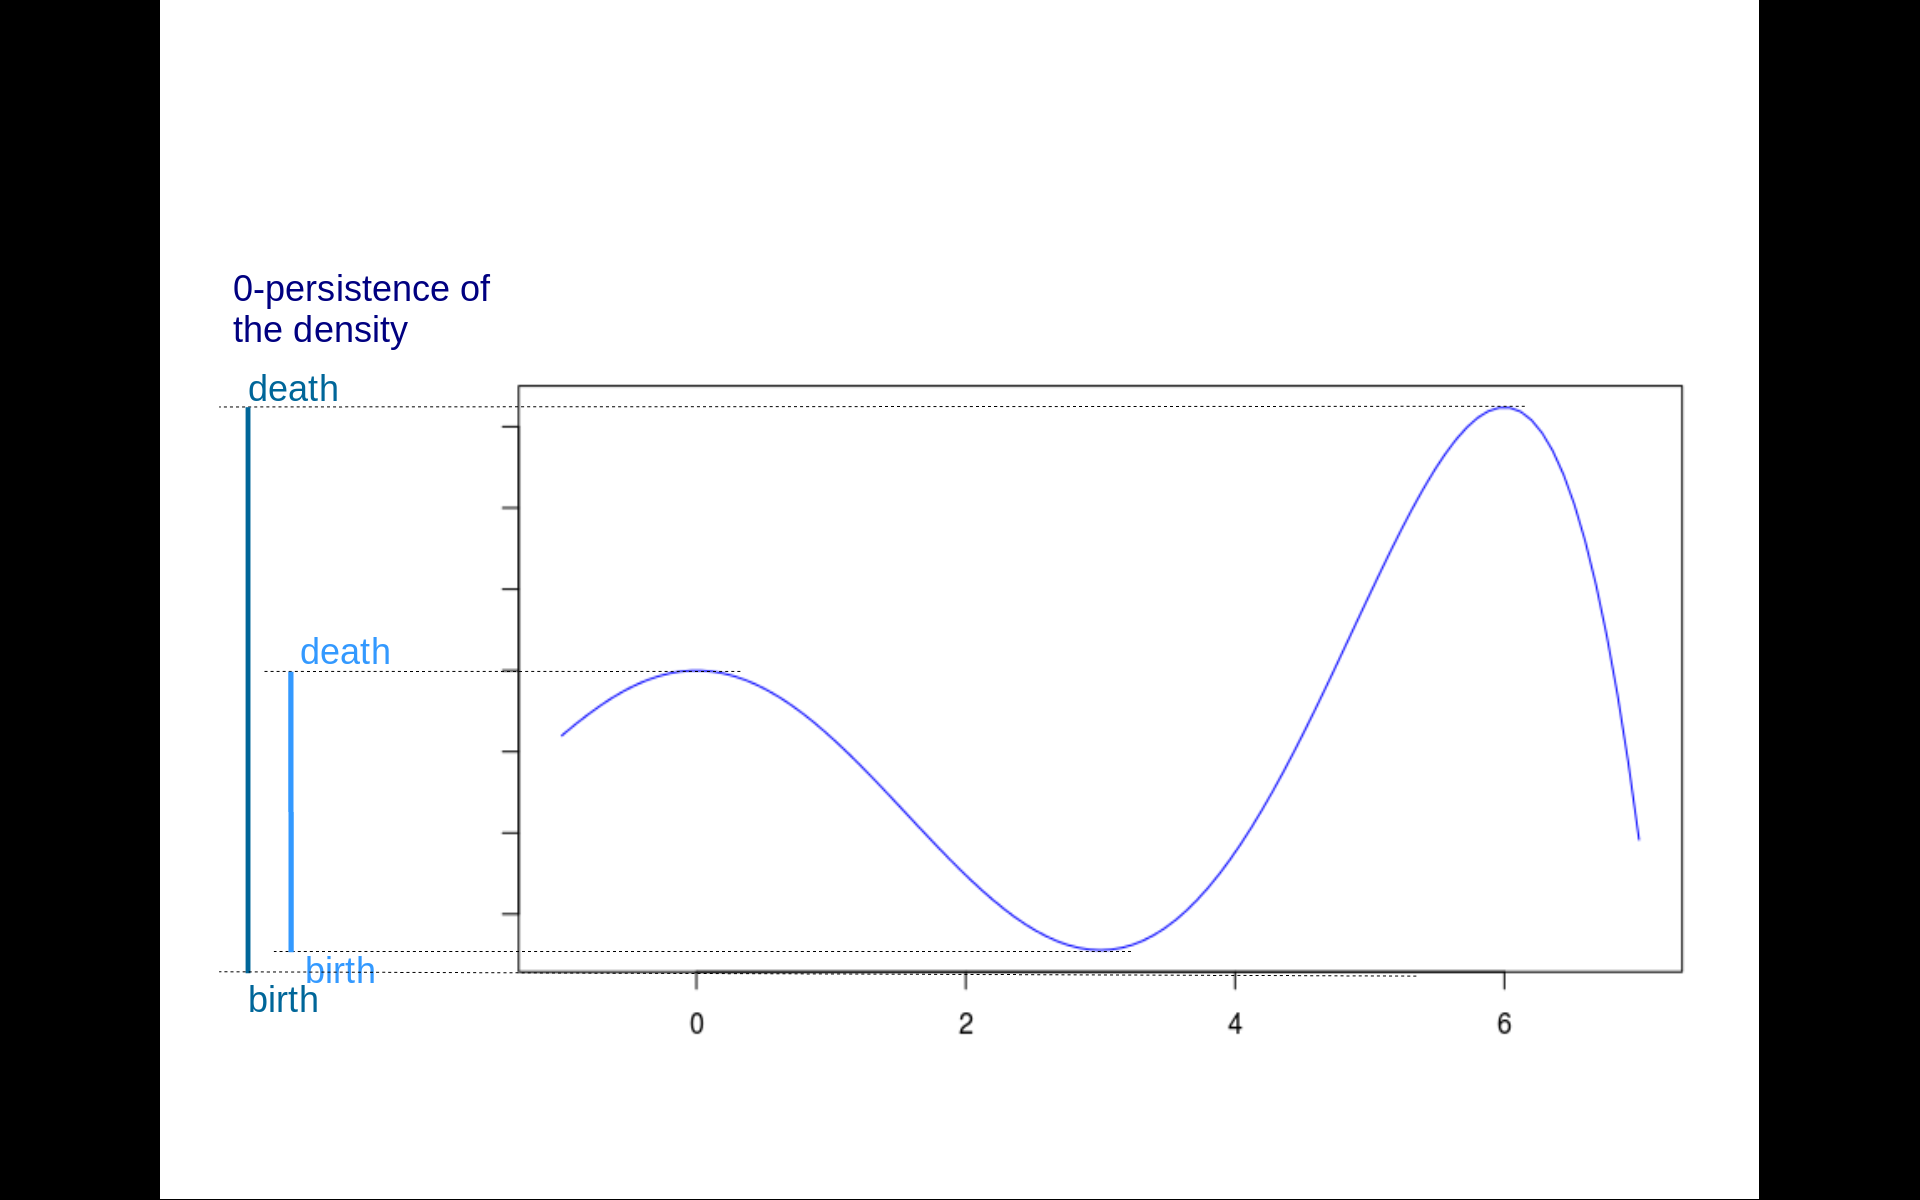 0-persistence of
the density
death
death
birth
birth
0 2 4 6